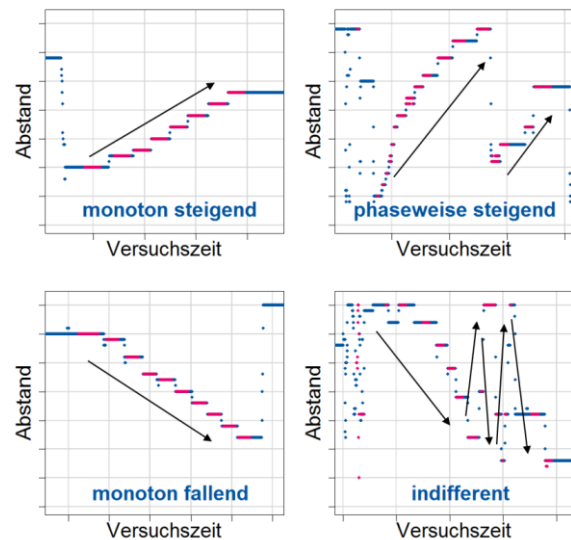 Abstand
monoton steigend
Versuchszeit
Abstand
phaseweise steigend
Versuchszeit
Abstand
monoton fallend
Versuchszeit
Abstand
indifferent
Versuchszeit